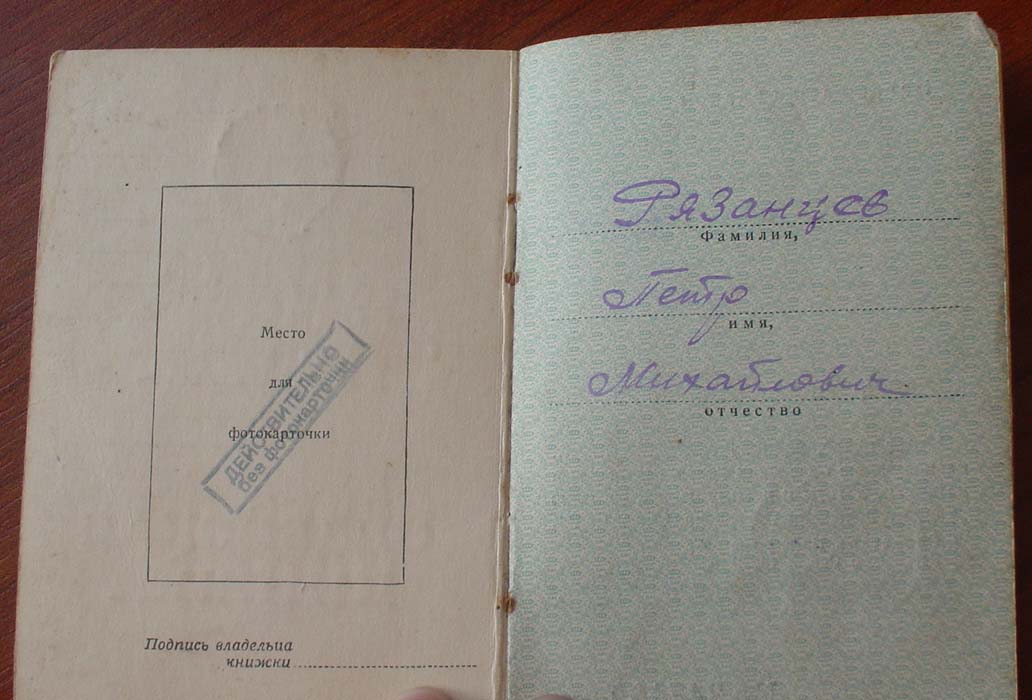 Место
для
фотокарточки
ДЕЙСТВИТЕЛЬНО
без фотокарточки
Подпись владельца
книжки
Рязанцев
Фамилия,
Петр
имя,
Михайлович
отчество